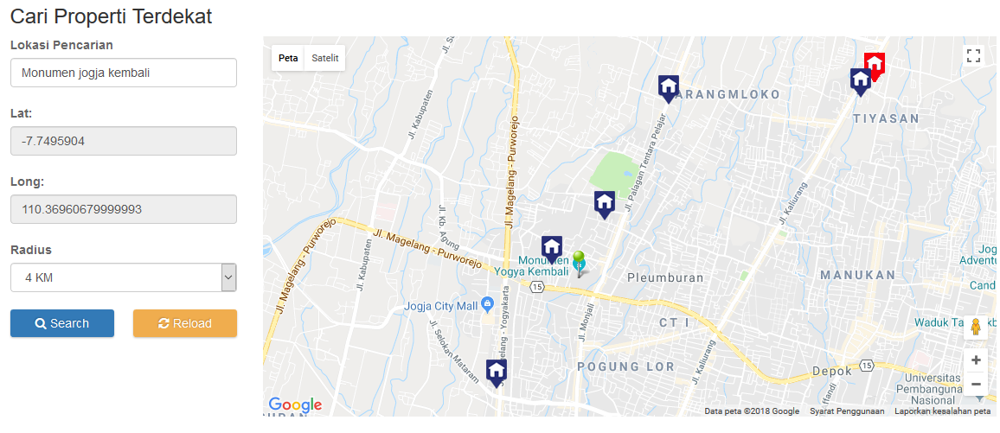 Cari Properti Terdekat
Lokasi Pencarian
Monumen jogja kembali
Lat:
-7.7495904
Long:
110.36960679999993
Radius
4 KM
Search
Reload
Peta
Satelit
ARANGMLOKO
TIYASAN
Jl. Kabupaten
Jl. Magelang - Purworejo
Jl. Palagan Tentara Pelajar
Jl. Kaliurang
Jl. Kb. Agung
Jl. Magelang - Purworejo
Jl. Magelang - Purworejo
Jl. Kabupaten
Monumen
Yogya Kembali
15
Pleumburan
MANUKAN
Jog
Adventu
Cand
Jogja City Mall
Jl. Selokan Mataram
elang - Yogyakarta
Jl. Monjali
CT I
Waduk Ta
POGUNG LOR
Jl. Kaliurang
Depok
15
Universitas
Pembanguna
Nasional
Google
Data peta ©2018 Google
Syarat Penggunaan
Laporkan kesalahan peta